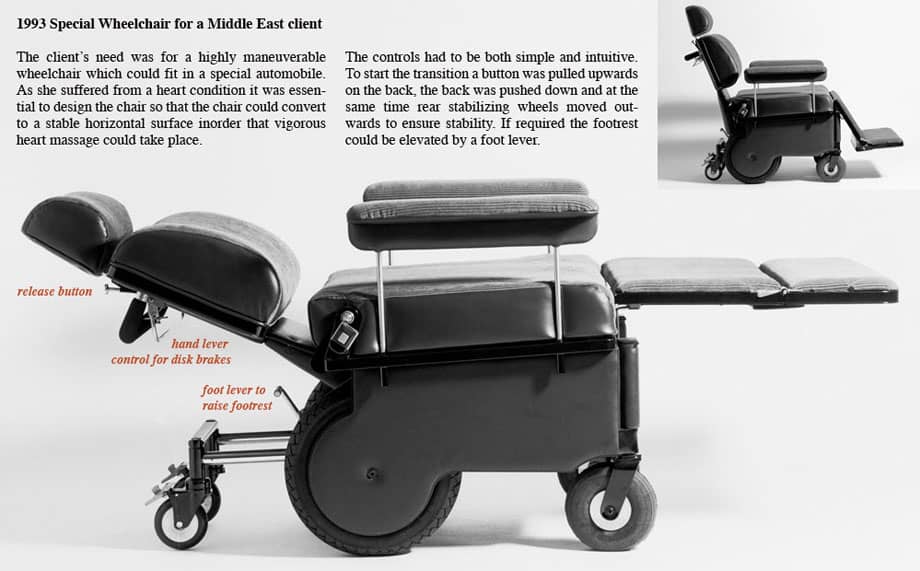 1993 Special Wheelchair for a Middle East client
The client’s need was for a highly maneuverable
wheelchair which could fit in a special automobile.
As she suffered from a heart condition it was essen-
tial to design the chair so that the chair could convert
to a stable horizontal surface inorder that vigorous
heart massage could take place.
The controls had to be both simple and intuitive.
To start the transition a button was pulled upwards
on the back, the back was pushed down and at the
same time rear stabilizing wheels moved out-
wards to ensure stability. If required the footrest
could be elevated by a foot lever.
release button
hand lever
control for disk brakes
foot lever to
raise footrest